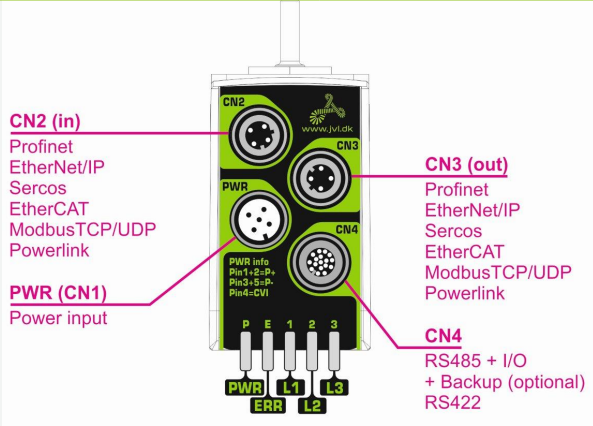 CN2 (in)
Profinet
EtherNet/IP
Sercos
EtherCAT
ModbusTCP/UDP
Powerlink
PWR (CN1)
Power input
CN2
www.jvl.dk
CN3
PWR
CN4
PWR info
Pin1+2=P+
Pin3+5=P-
Pin4=CVI
P E 1 2 3
PWR L1 L3
ERR L2
CN3 (out)
Profinet
EtherNet/IP
Sercos
EtherCAT
ModbusTCP/UDP
Powerlink
CN4
RS485 + I/O
+ Backup (optional)
RS422